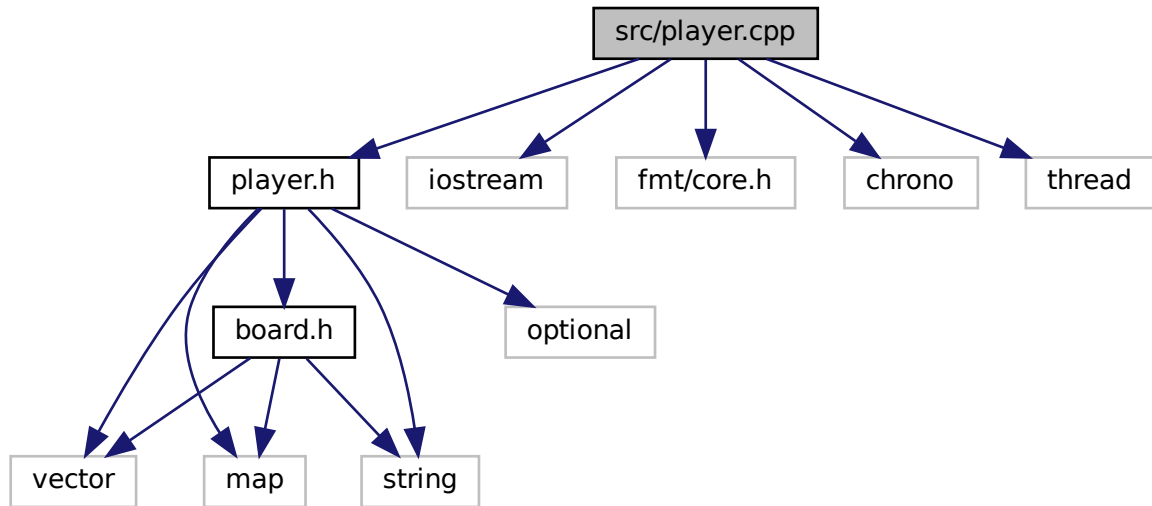 src/player.cpp
player.h
iostream
fmt/core.h
chrono
thread
board.h
optional
vector
map
string